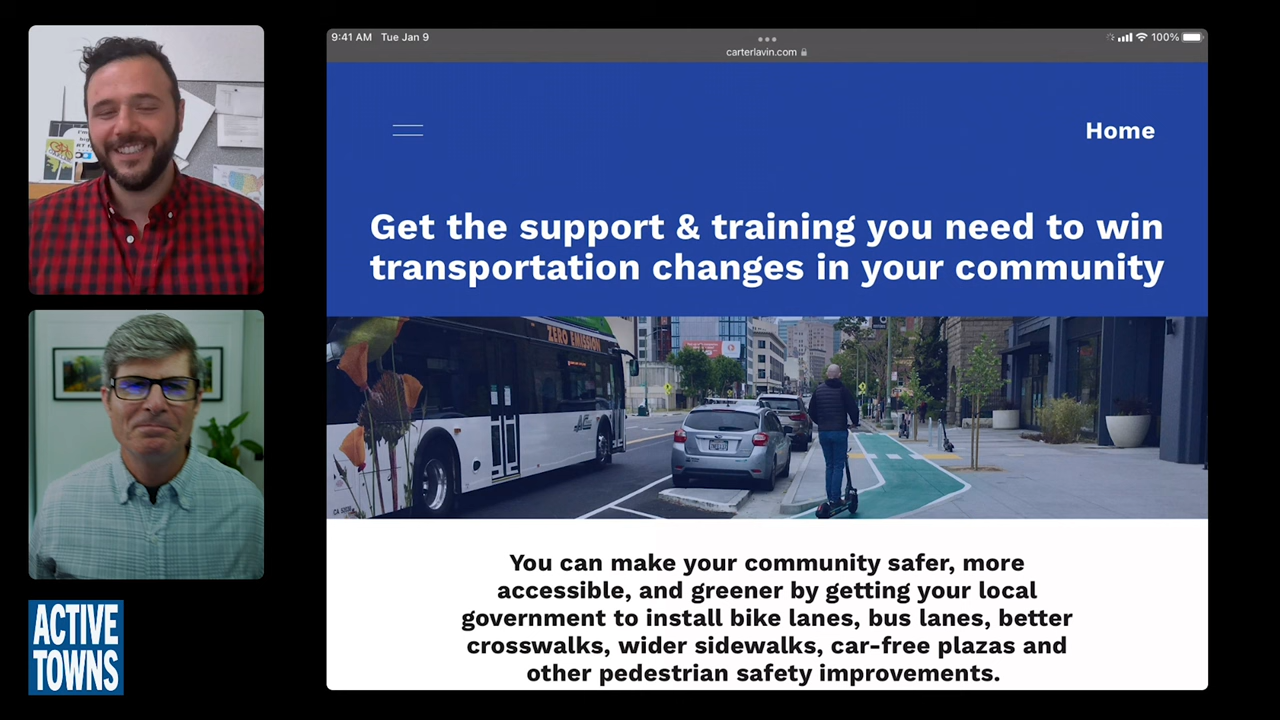 9:41 AM Tue Jan 9
100%
carterlavin.com
Home
Get the support & training you need to win
transportation changes in your community
ZERO EMISSION
You can make your community safer, more
accessible, and greener by getting your local
government to install bike lanes, bus lanes, better
crosswalks, wider sidewalks, car-free plazas and
other pedestrian safety improvements.
ACTIVE
TOWNS